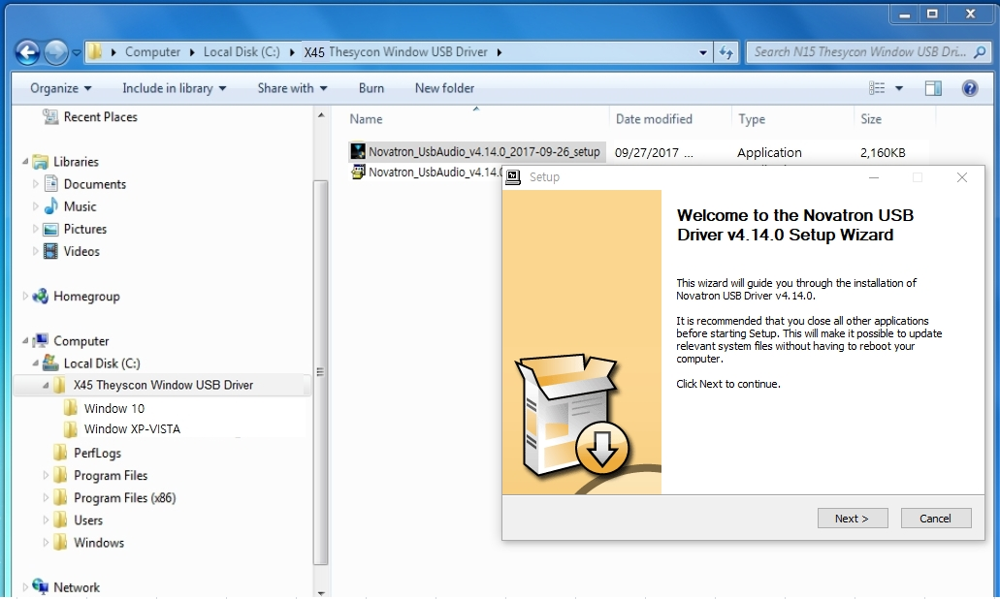 Computer Local Disk (C:) X45 Thesycon Window USB Driver
Search N15 Thesycon Window USB Dri...
Organize Include in library Share with Burn New folder
Recent Places
Libraries
Documents
Music
Pictures
Videos
Homegroup
Computer
Local Disk (C:)
X45 Theyscon Window USB Driver
Window 10
Window XP-VISTA
PerfLogs
Program Files
Program Files (x86)
Users
Windows
Network
Name Date modified Type Size
Novatron_UsbAudio_v4.14.0_2017-09-26_setup 09/27/2017 ... Application 2,160KB
Novatron_UsbAudio_v4.14.0
Setup
Welcome to the Novatron USB
Driver v4.14.0 Setup Wizard
This wizard will guide you through the installation of
Novatron USB Driver v4.14.0.
It is recommended that you close all other applications
before starting Setup. This will make it possible to update
relevant system files without having to reboot your
computer.
Click Next to continue.
Next > Cancel